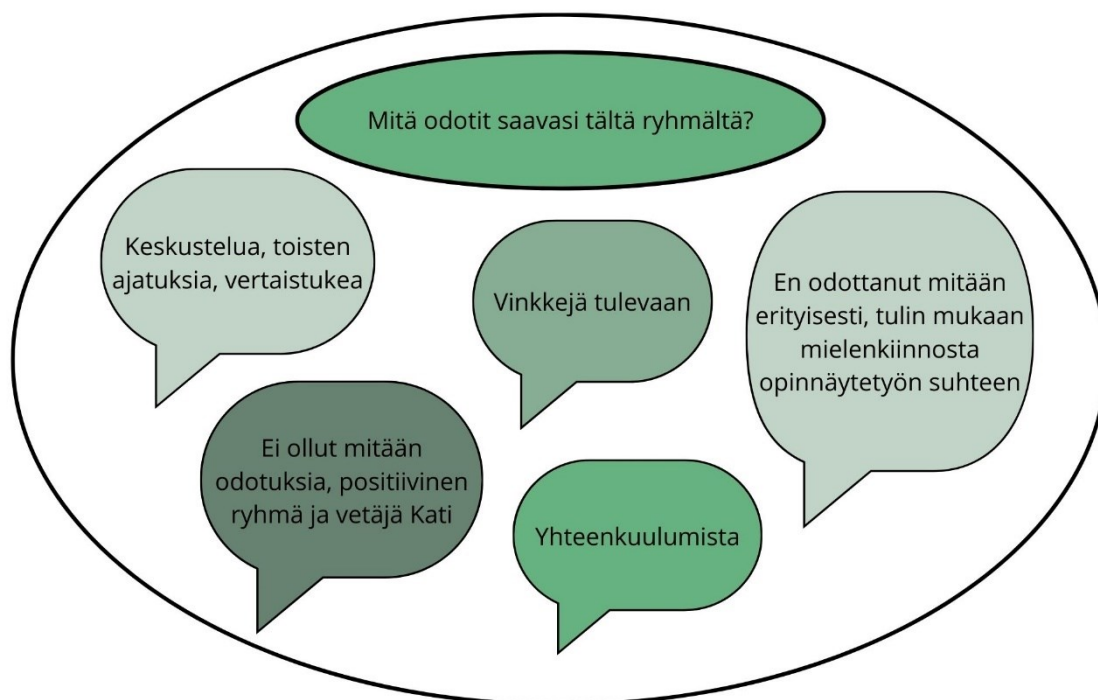 Mitä odotit saavasi tältä ryhmältä?
Keskustelua, toisten
ajatuksia, vertaistukea
Vinkkejä tulevaan
En odottanut mitään
erityisesti, tulin mukaan
mielenkiinnosta
opinnäytetyön suhteen
Ei ollut mitään
odotuksia, positiivinen
ryhmä ja vetäjä Kati
Yhteenkuulumista